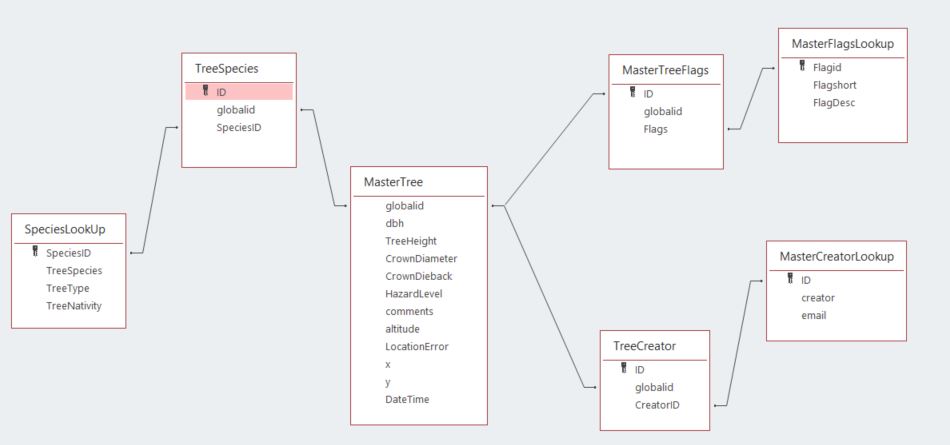 TreeSpecies
ID
globalid
SpeciesID
SpeciesLookUp
SpeciesID
TreeSpecies
TreeType
TreeNativity
MasterTree
globalid
dbh
TreeHeight
CrownDiameter
CrownDieback
HazardLevel
comments
altitude
LocationError
x
y
DateTime
MasterTreeFlags
ID
globalid
Flags
MasterFlagsLookup
Flagid
Flagshort
FlagDesc
TreeCreator
ID
globalid
CreatorID
MasterCreatorLookup
ID
creator
email